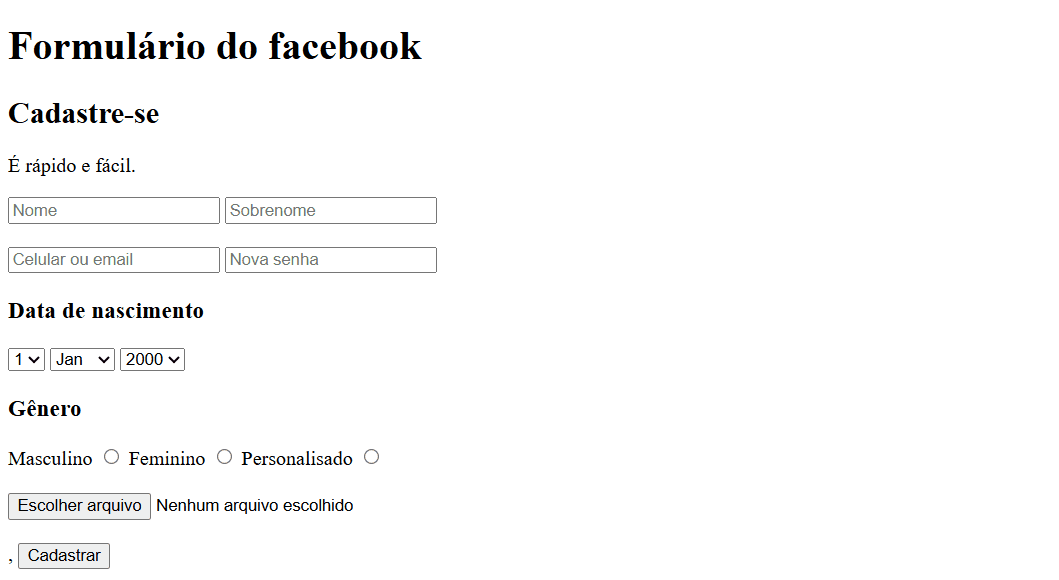 Formulário do facebook
Cadastre-se
É rápido e fácil.
Nome Sobrenome
Celular ou email Nova senha
Data de nascimento
1 Jan 2000
Gênero
Masculino Feminino Personalisado
Escolher arquivo Nenhum arquivo escolhido
, Cadastrar